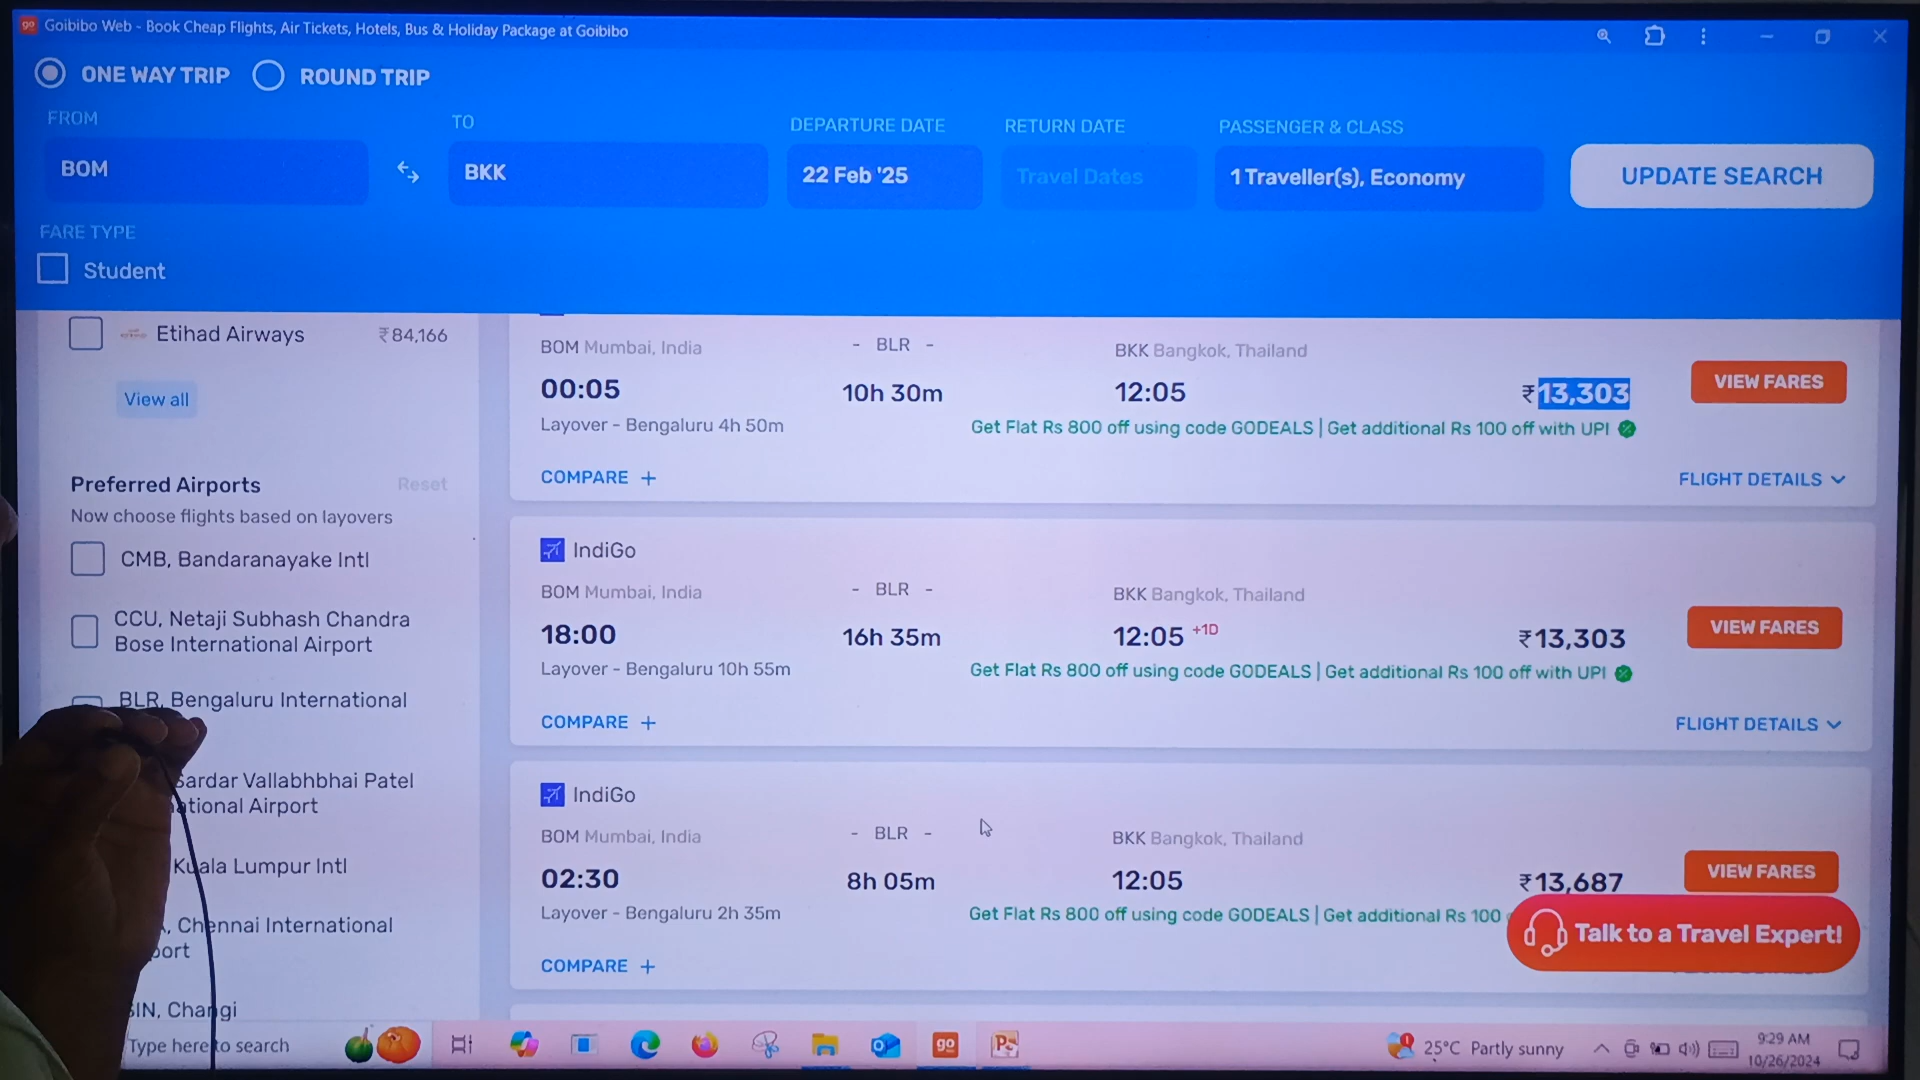 Goibibo Web - Book Cheap Flights, Air Tickets, Hotels, Bus & Holiday Package at Goibibo
ONE WAY TRIP ROUND TRIP
FROM TO DEPARTURE DATE RETURN DATE PASSENGER & CLASS
BOM BKK 22 Feb '25 Travel Dates 1 Traveller(s), Economy UPDATE SEARCH
FARE TYPE
Student
Etihad Airways ₹84,166
View all
Preferred Airports Reset
Now choose flights based on layovers
CMB, Bandaranayake Intl
CCU, Netaji Subhash Chandra
Bose International Airport
BLR, Bengaluru International
Sardar Vallabhbhai Patel
national Airport
Kuala Lumpur Intl
, Chennai International
port
SIN, Changi
BOM Mumbai, India - BLR - BKK Bangkok, Thailand
00:05 10h 30m 12:05 ₹13,303 VIEW FARES
Layover - Bengaluru 4h 50m Get Flat Rs 800 off using code GODEALS | Get additional Rs 100 off with UPI
COMPARE + FLIGHT DETAILS
IndiGo
BOM Mumbai, India - BLR - BKK Bangkok, Thailand
18:00 16h 35m 12:05 +1D ₹13,303 VIEW FARES
Layover - Bengaluru 10h 55m Get Flat Rs 800 off using code GODEALS | Get additional Rs 100 off with UPI
COMPARE + FLIGHT DETAILS
IndiGo
BOM Mumbai, India - BLR - BKK Bangkok, Thailand
02:30 8h 05m 12:05 ₹13,687 VIEW FARES
Layover - Bengaluru 2h 35m Get Flat Rs 800 off using code GODEALS | Get additional Rs 100
COMPARE +
Talk to a Travel Expert!
Type here to search go 25°C Partly sunny 9:29 AM
10/26/2024